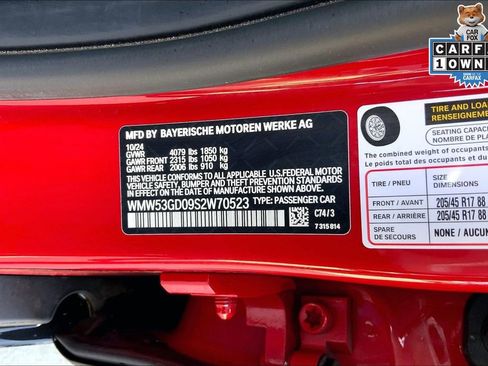 CAR
FOX
CARFAX
1 OWNE
CARFAX
MFD BY BAYERISCHE MOTOREN WERKE AG
10/24
GVWR 4079 lbs 1850 kg
GAWR FRONT 2315 lbs 1050 kg
GAWR REAR 2006 lbs 910 kg
THIS VEHICLE CONFORMS TO ALL
APPLICABLE U.S. FEDERAL MOTOR
VEHICLE SAFETY, BUMPER, AND THEFT
PREVENTION STANDARDS IN EFFECT ON
THE DATE OF MANUFACTURE SHOWN ABOVE.
WMW53GD09S2W70523 TYPE: PASSENGER CAR
C74/3
7 315 814
TIRE AND LOA
RENSEIGNEME
SEATING CAPACI
NOMBRE DE PLA
The combined weight of occupants
Le poids total des occupants
TIRE / PNEU
SIZE
DIMENSIONS
FRONT / AVANT 205/45 R17 88
REAR / ARRIÈRE 205/45 R17 88
SPARE
DE SECOURS
NONE / AUCUN